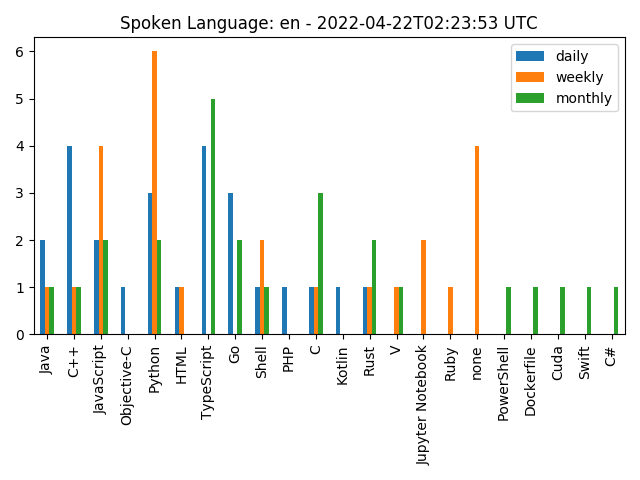 Spoken Language: en - 2022-04-22T02:23:53 UTC
daily
weekly
monthly
6
5
4
3
2
1
0
Java
C++
JavaScript
Objective-C
Python
HTML
TypeScript
Go
Shell
PHP
C
Kotlin
Rust
V
Jupyter Notebook
Ruby
none
PowerShell
Dockerfile
Cuda
Swift
C#